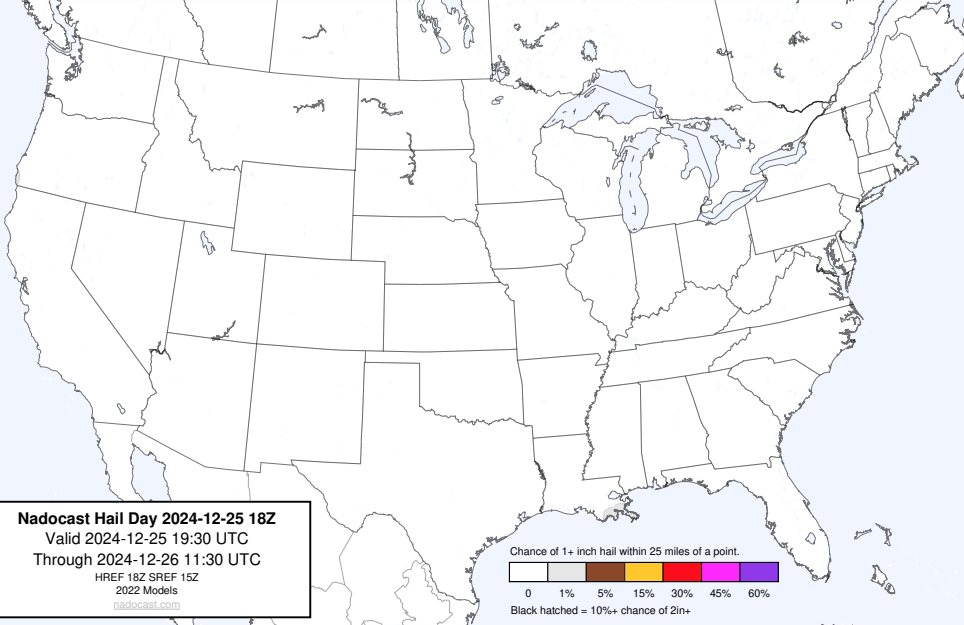 Nadocast Hail Day 2024-12-25 18Z
Valid 2024-12-25 19:30 UTC
Through 2024-12-26 11:30 UTC
HREF 18Z SREF 15Z
2022 Models
nadocast.com
Chance of 1+ inch hail within 25 miles of a point.
0 1% 5% 15% 30% 45% 60%
Black hatched = 10%+ chance of 2in+